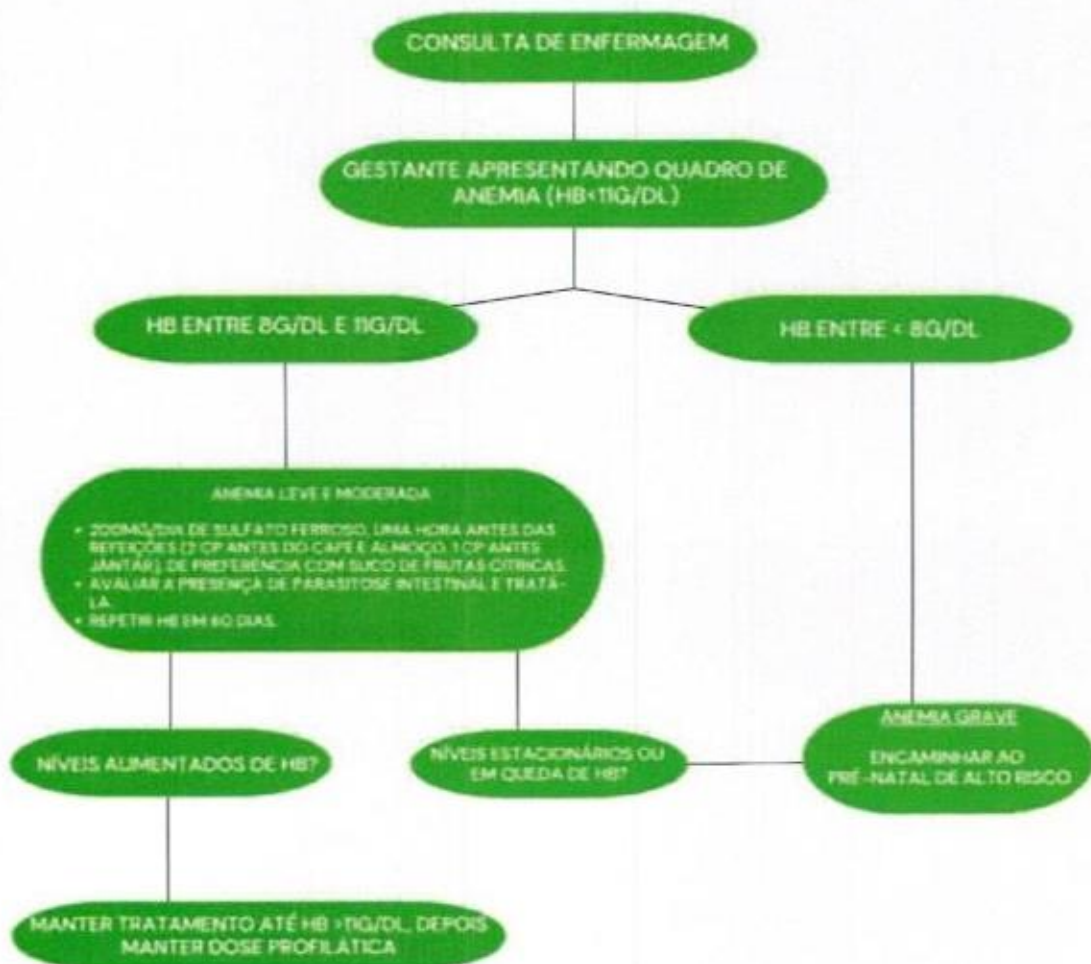 CONSULTA DE ENFERMAGEM
GESTANTE APRESENTANDO QUADRO DE
ANEMIA (HB<11G/DL)
HB ENTRE 8G/DL E 11G/DL
HB ENTRE < 8G/DL
ANEMIA LEVE E MODERADA
• 200MG/DIA DE SULFATO FERROSO, UMA HORA ANTES DAS
REFEIÇÕES (2 CP ANTES DO CAFÉ E ALMOÇO, 1 CP ANTES
JANTAR), DE PREFERÊNCIA COM SUCO DE FRUTAS CÍTRICAS.
• AVALIAR A PRESENÇA DE PARASITOSE INTESTINAL E TRATÁ-
LA.
• REPETIR HB EM 60 DIAS.
NÍVEIS AUMENTADOS DE HB?
NÍVEIS ESTACIONÁRIOS OU
EM QUEDA DE HB?
ANEMIA GRAVE
ENCAMINHAR AO
PRÉ-NATAL DE ALTO RISCO
MANTER TRATAMENTO ATÉ HB >11G/DL, DEPOIS
MANTER DOSE PROFILÁTICA